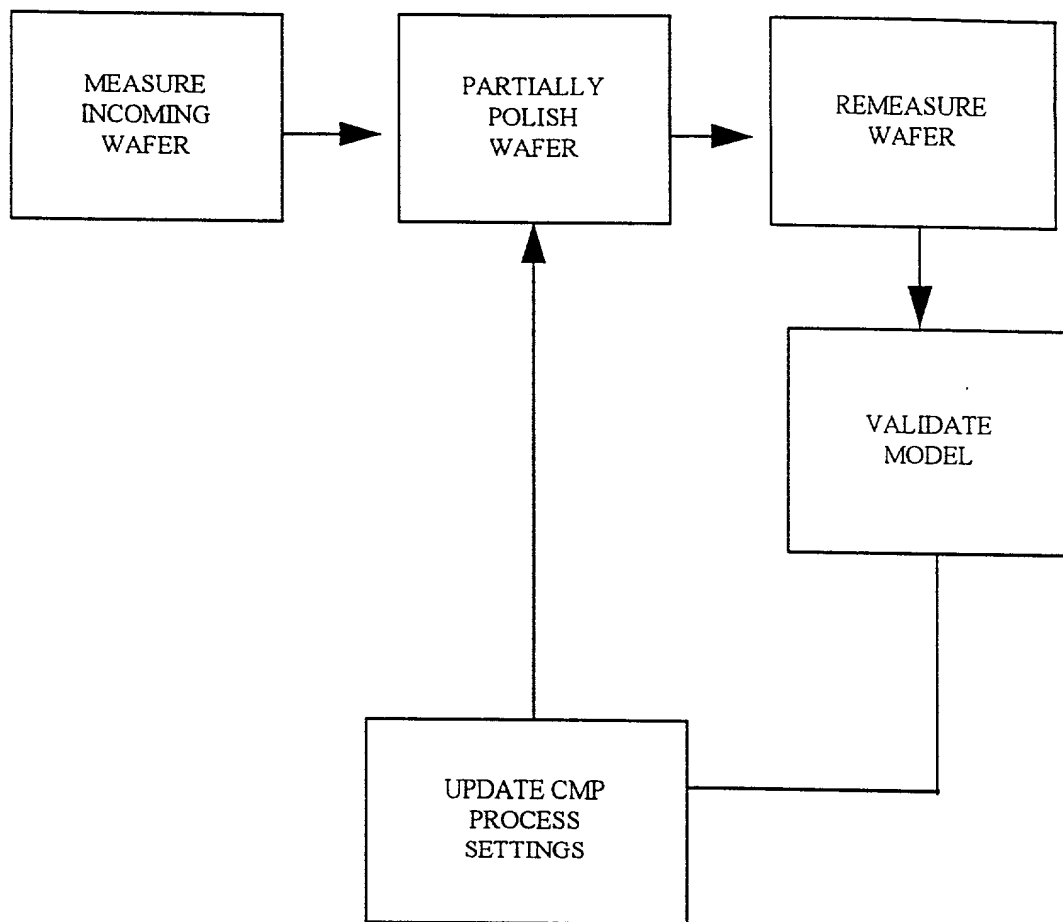 MEASURE
INCOMING
WAFER
PARTIALLY
POLISH
WAFER
REMEASURE
WAFER
VALIDATE
MODEL
UPDATE CMP
PROCESS
SETTINGS